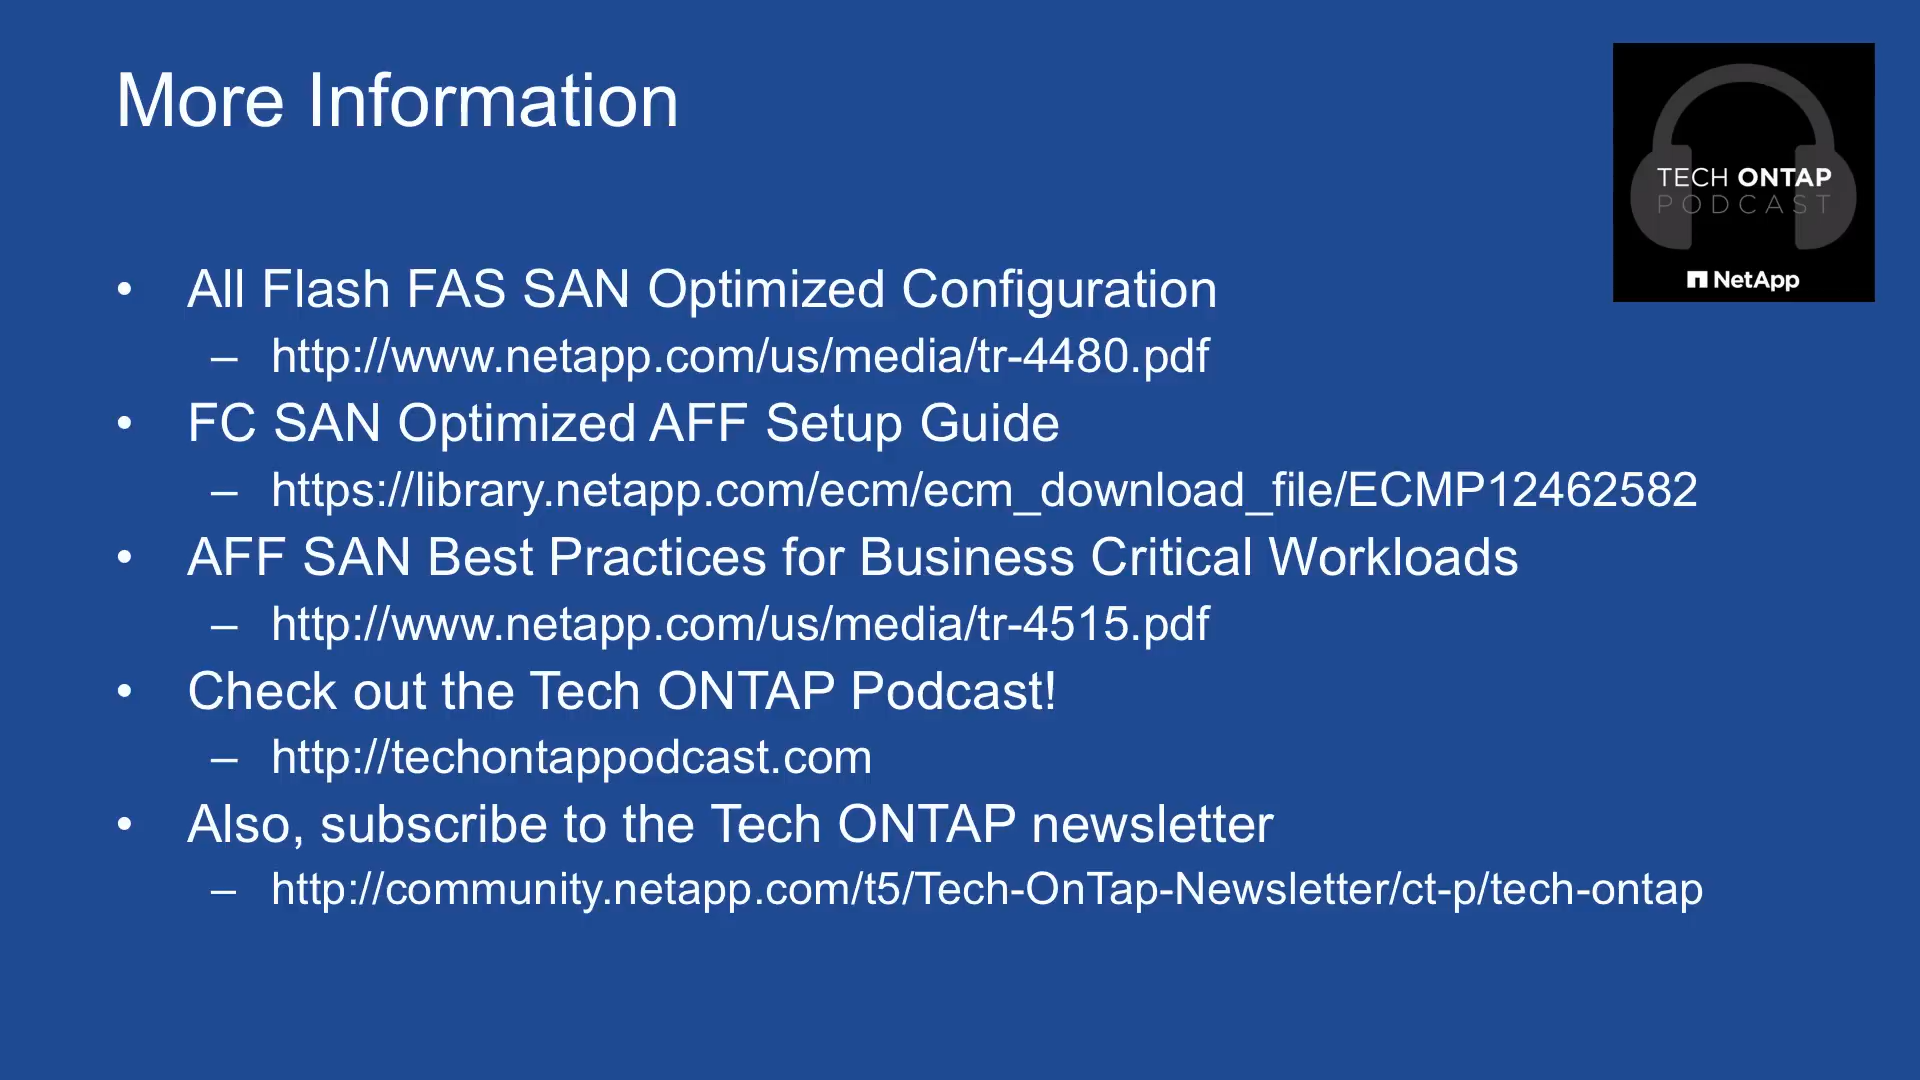 More Information
TECH ONTAP
PODCAST
NetApp
• All Flash FAS SAN Optimized Configuration
– http://www.netapp.com/us/media/tr-4480.pdf
• FC SAN Optimized AFF Setup Guide
– https://library.netapp.com/ecm/ecm_download_file/ECMP12462582
• AFF SAN Best Practices for Business Critical Workloads
– http://www.netapp.com/us/media/tr-4515.pdf
• Check out the Tech ONTAP Podcast!
– http://techontappodcast.com
• Also, subscribe to the Tech ONTAP newsletter
– http://community.netapp.com/t5/Tech-OnTap-Newsletter/ct-p/tech-ontap